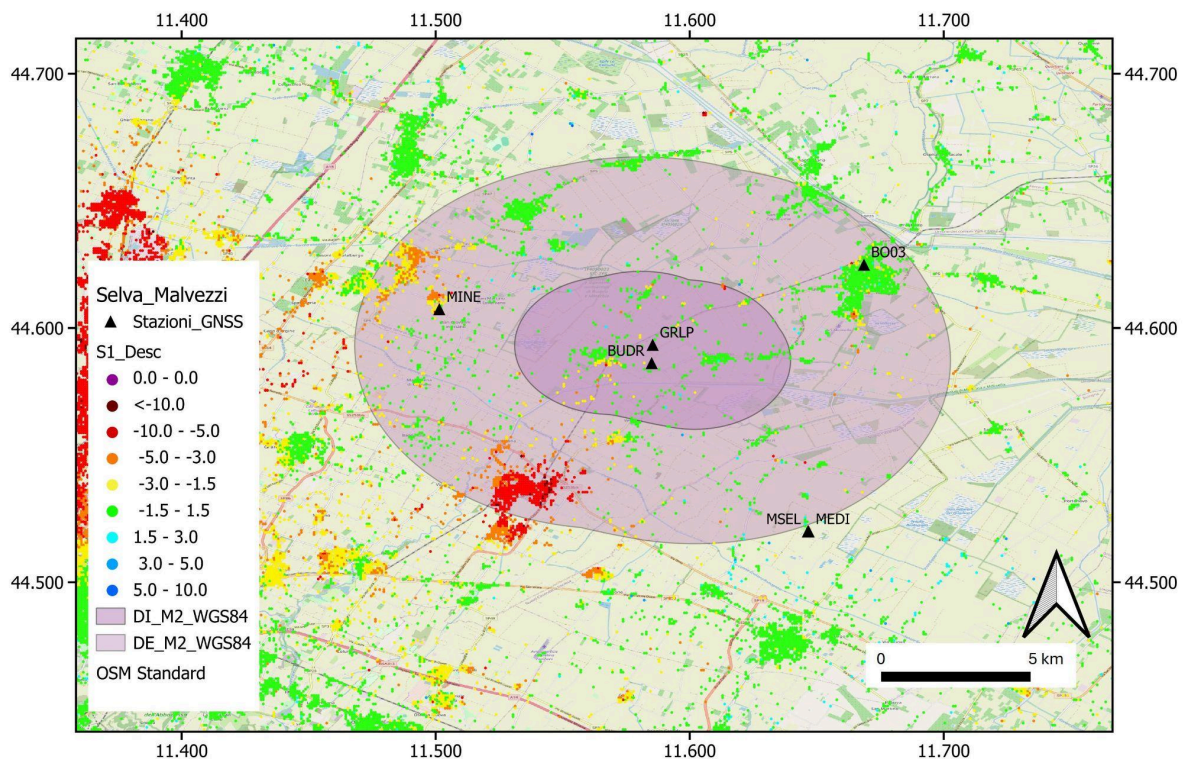 11.400 11.500 11.600 11.700
44.700 44.700
BO03
MINE
44.600 44.600
GRLP
BUDR
MSEL MEDI
44.500 44.500
Selva_Malvezzi
Stazioni_GNSS
S1_Desc
0.0 - 0.0
<-10.0
-10.0 - -5.0
-5.0 - -3.0
-3.0 - -1.5
-1.5 - 1.5
1.5 - 3.0
3.0 - 5.0
5.0 - 10.0
DI_M2_WGS84
DE_M2_WGS84
OSM Standard
0 5 km
11.400 11.500 11.600 11.700